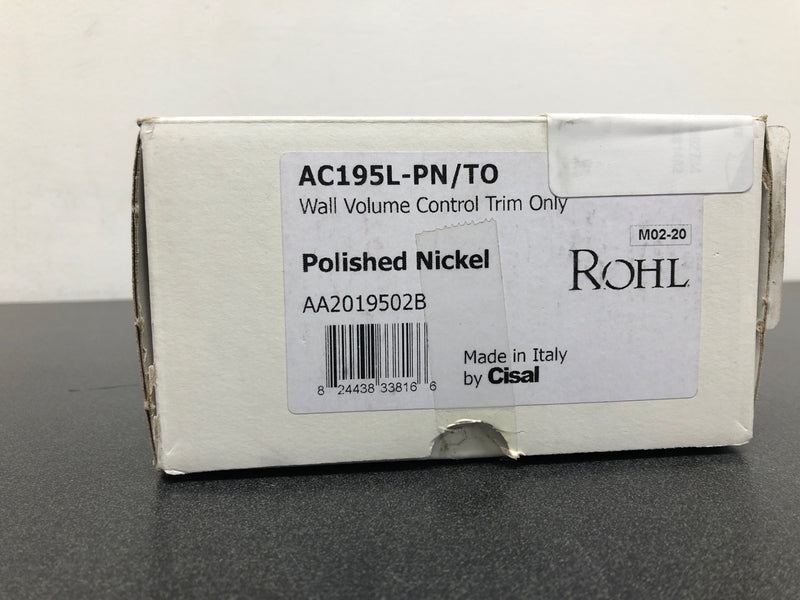 AC195L-PN/TO
Wall Volume Control Trim Only
M02-20
Polished Nickel
ROHL
AA2019502B
8 24438 33816 6
Made in Italy
by Cisal